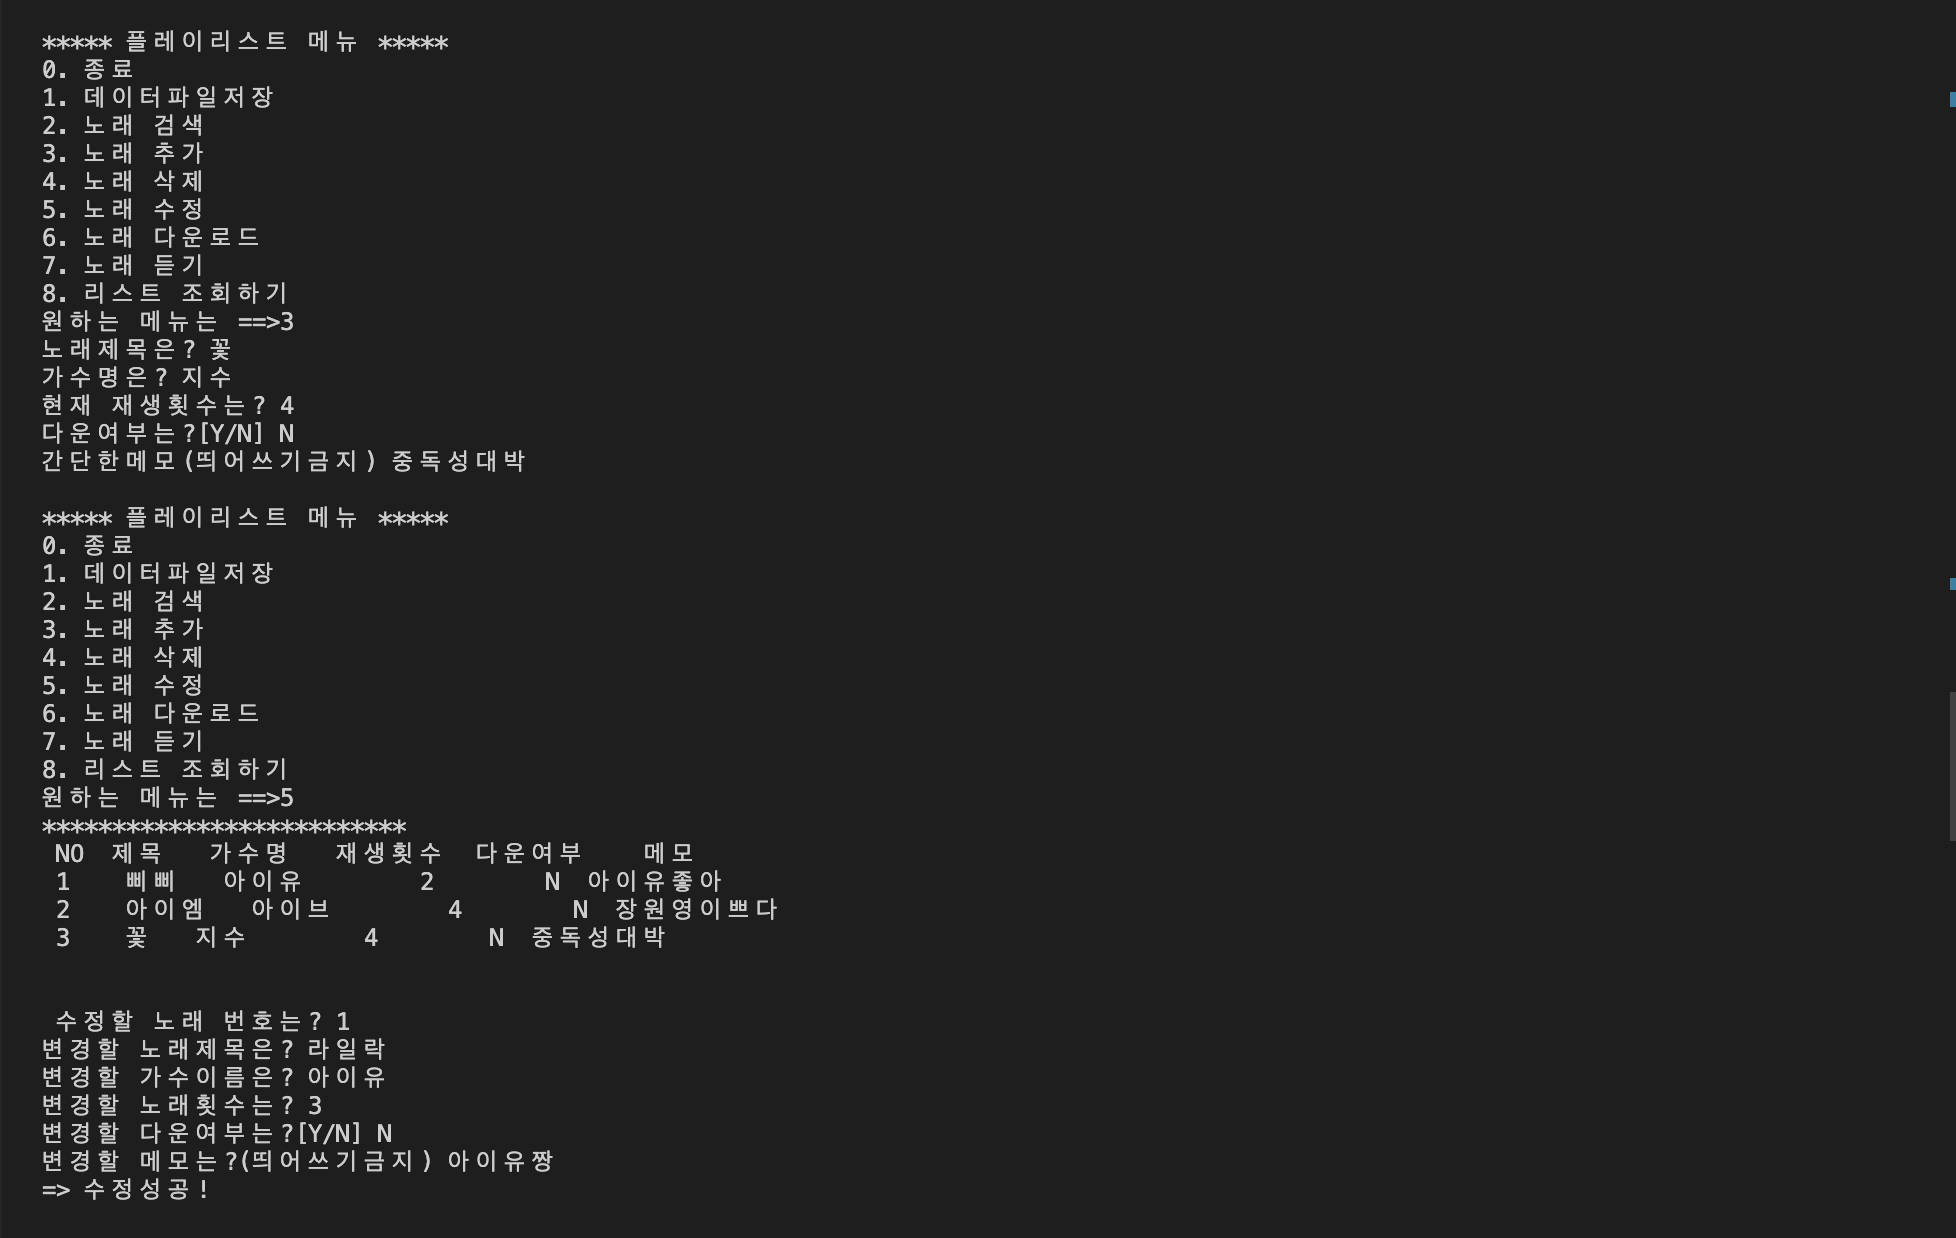 ***** 플레이리스트 메뉴 *****
0. 종료
1. 데이터파일저장
2. 노래 검색
3. 노래 추가
4. 노래 삭제
5. 노래 수정
6. 노래 다운로드
7. 노래 듣기
8. 리스트 조회하기
원하는 메뉴는 ==>3
노래제목은? 꽃
가수명은? 지수
현재 재생횟수는? 4
다운여부는?[Y/N] N
간단한메모(띄어쓰기금지) 중독성대박

***** 플레이리스트 메뉴 *****
0. 종료
1. 데이터파일저장
2. 노래 검색
3. 노래 추가
4. 노래 삭제
5. 노래 수정
6. 노래 다운로드
7. 노래 듣기
8. 리스트 조회하기
원하는 메뉴는 ==>5
**************************
NO 제목 가수명 재생횟수 다운여부 메모
1 삐삐 아이유 2 N 아이유좋아
2 아이엠 아이브 4 N 장원영이쁘다
3 꽃 지수 4 N 중독성대박

수정할 노래 번호는? 1
변경할 노래제목은? 라일락
변경할 가수이름은? 아이유
변경할 노래횟수는? 3
변경할 다운여부는?[Y/N] N
변경할 메모는?(띄어쓰기금지) 아이유짱
=> 수정성공!